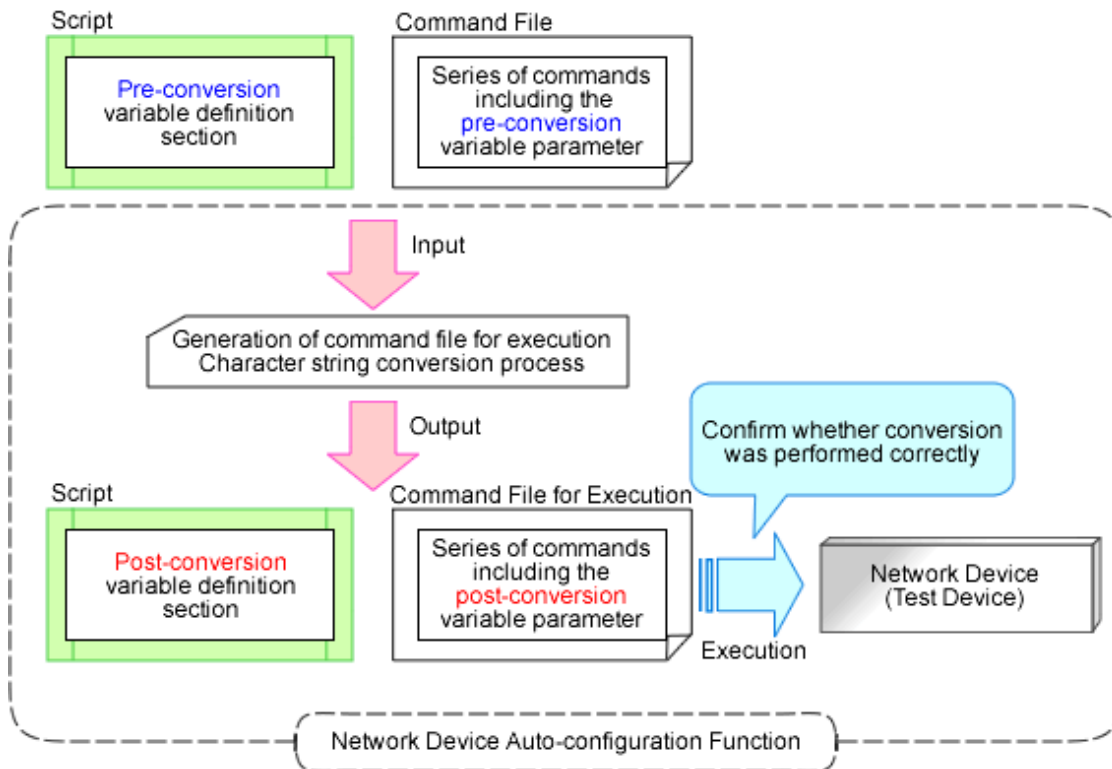 Script
Pre-conversion
variable definition
section
Command File
Series of commands
including the
pre-conversion
variable parameter
Input
Generation of command file for execution
Character string conversion process
Output
Confirm whether conversion
was performed correctly
Script
Post-conversion
variable definition
section
Command File for Execution
Series of commands
including the
post-conversion
variable parameter
Execution
Network Device
(Test Device)
Network Device Auto-configuration Function